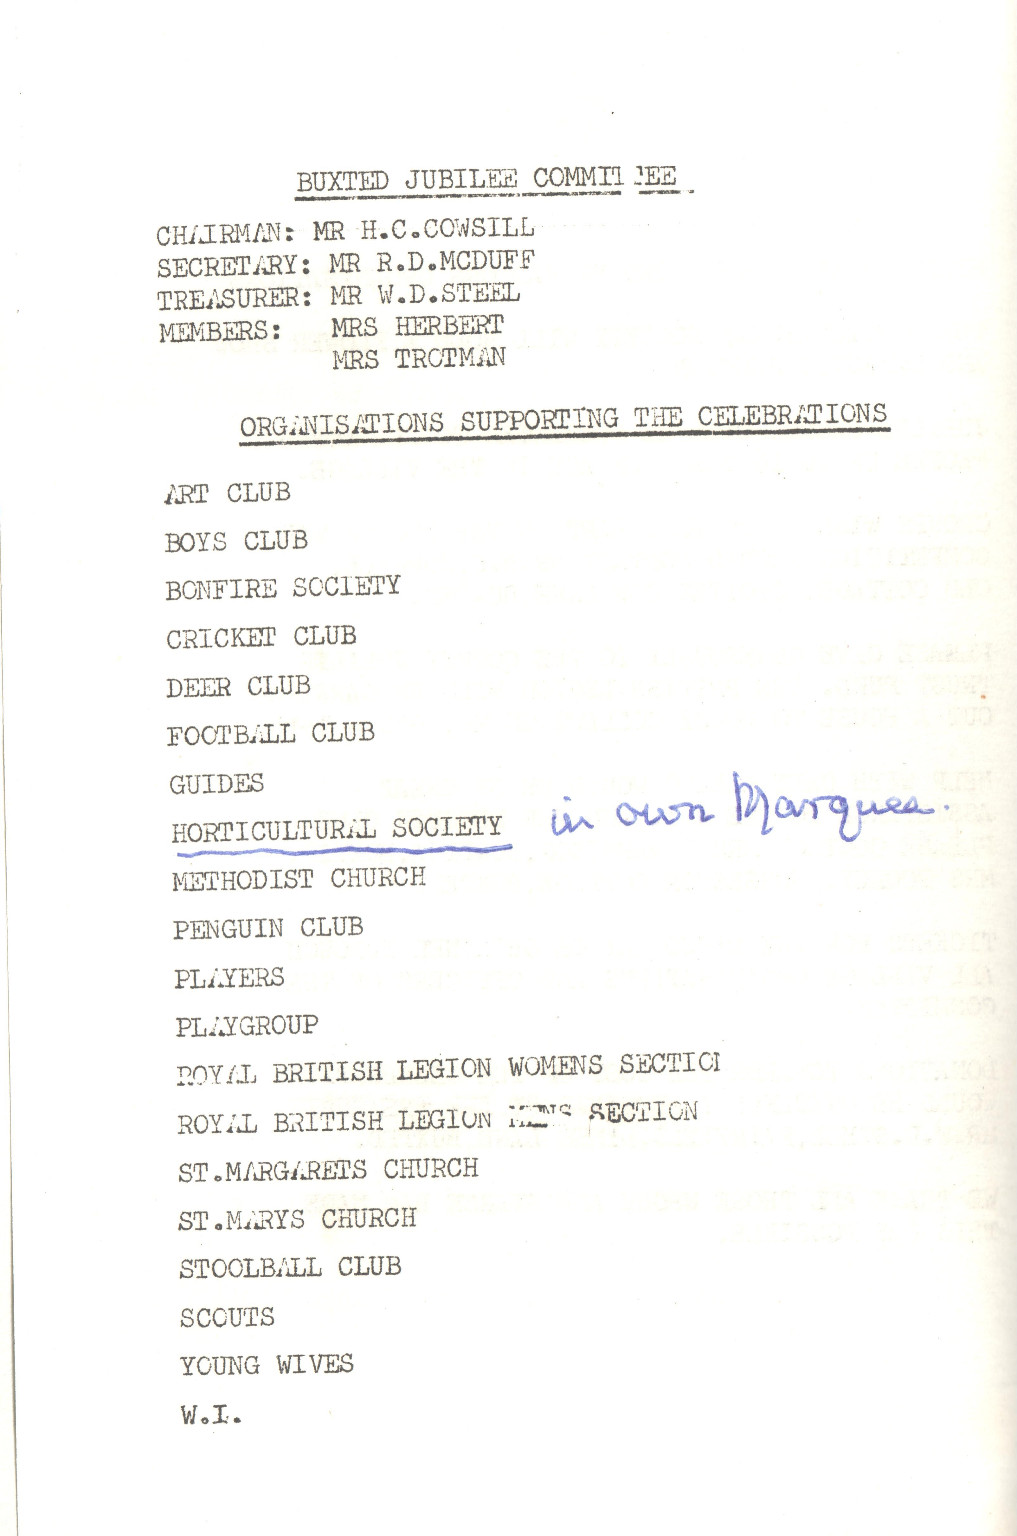 BUXTED JUBILEE COMMITTEE
CHAIRMAN: MR H.C.COWSILL
SECRETARY: MR R.D.MCDUFF
TREASURER: MR W.D.STEEL
MEMBERS: MRS HERBERT
MRS TROTMAN
ORGANISATIONS SUPPORTING THE CELEBRATIONS
ART CLUB
BOYS CLUB
BONFIRE SOCIETY
CRICKET CLUB
DEER CLUB
FOOTBALL CLUB
GUIDES
HORTICULTURAL SOCIETY in own Marquee.
METHODIST CHURCH
PENGUIN CLUB
PLAYERS
PLAYGROUP
ROYAL BRITISH LEGION WOMENS SECTION
ROYAL BRITISH LEGION MENS SECTION
ST.MARGARETS CHURCH
ST.MARYS CHURCH
STOOLBALL CLUB
SCOUTS
YOUNG WIVES
W.I.